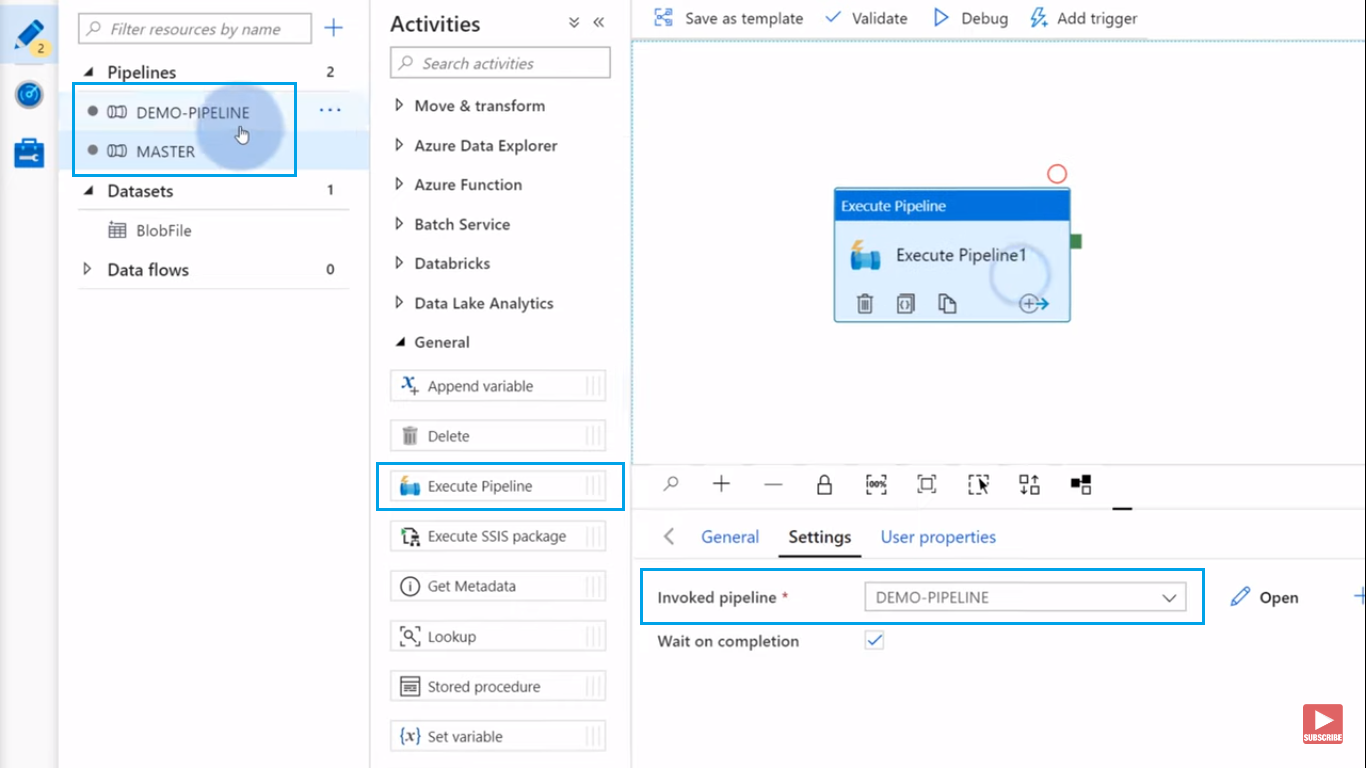 2
Filter resources by name
Pipelines 2
DEMO-PIPELINE
MASTER
Datasets 1
BlobFile
Data flows 0
Activities
Search activities
Move & transform
Azure Data Explorer
Azure Function
Batch Service
Databricks
Data Lake Analytics
General
Append variable
Delete
Execute Pipeline
Execute SSIS package
Get Metadata
Lookup
Stored procedure
{x} Set variable
Save as template Validate Debug Add trigger
Execute Pipeline
Execute Pipeline1
100%
General Settings User properties
Invoked pipeline * DEMO-PIPELINE Open
Wait on completion
SUBSCRIBE